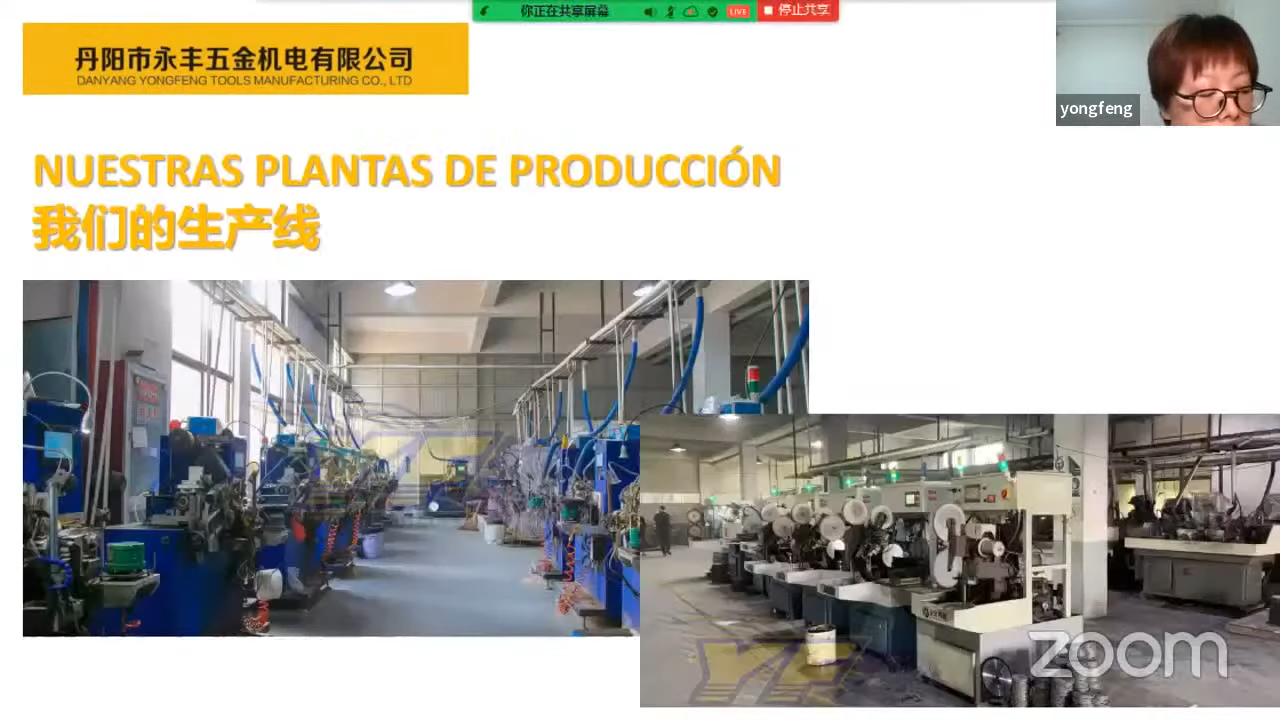 你正在共享屏幕
LIVE
停止共享
丹阳市永丰五金机电有限公司
DANYANG YONGFENG TOOLS MANUFACTURING CO., LTD
yongfeng
NUESTRAS PLANTAS DE PRODUCCIÓN
我们的生产线
zoom